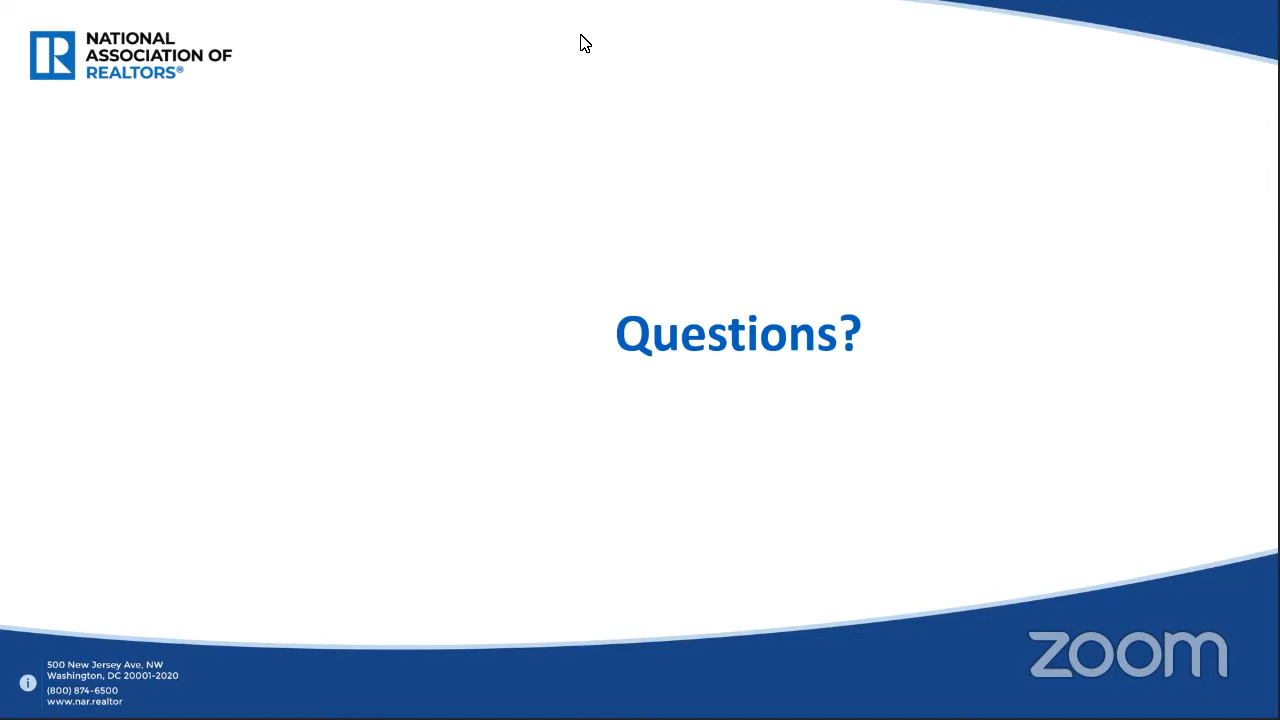 NATIONAL
ASSOCIATION OF
REALTORS®
Questions?
500 New Jersey Ave, NW
Washington, DC 20001-2020
(800) 874-6500
www.nar.realtor
zoom